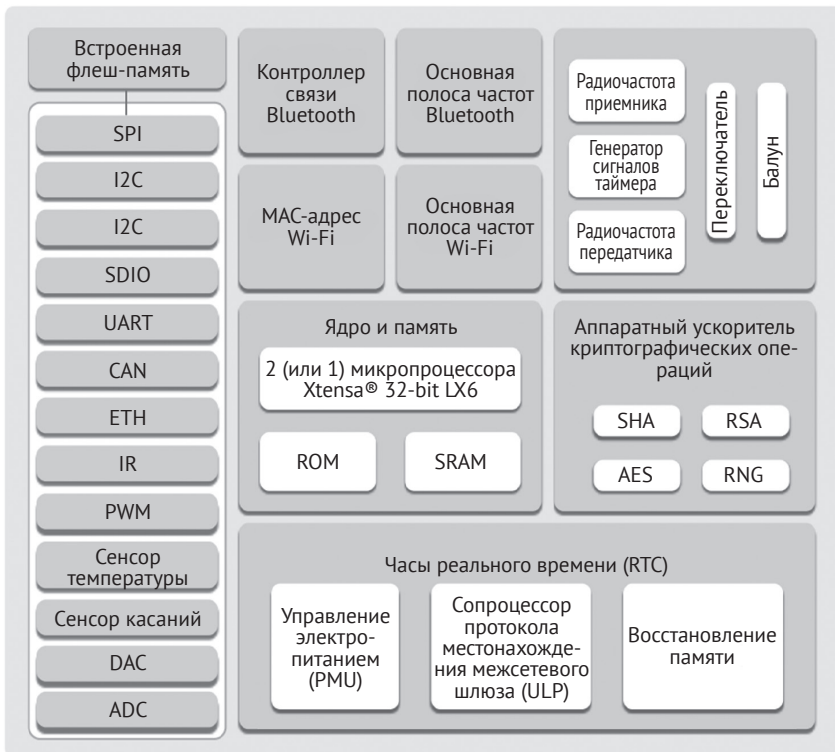 Встроенная
флеш-память
SPI
I2C
I2C
SDIO
UART
CAN
ETH
IR
PWM
Сенсор
температуры
Сенсор касаний
DAC
ADC
Контроллер
связи
Bluetooth
Основная
полоса частот
Bluetooth
MAC-адрес
Wi-Fi
Основная
полоса частот
Wi-Fi
Радиочастота
приемника
Генератор
сигналов
таймера
Радиочастота
передатчика
Переключатель
Балун
Ядро и память
2 (или 1) микропроцессора
Xtensa® 32-bit LX6
ROM
SRAM
Аппаратный ускоритель
криптографических опе-
раций
SHA
RSA
AES
RNG
Часы реального времени (RTC)
Управление
электро-
питанием
(PMU)
Сопроцессор
протокола
местонахожде-
ния межсетевого
шлюза (ULP)
Восстановление
памяти